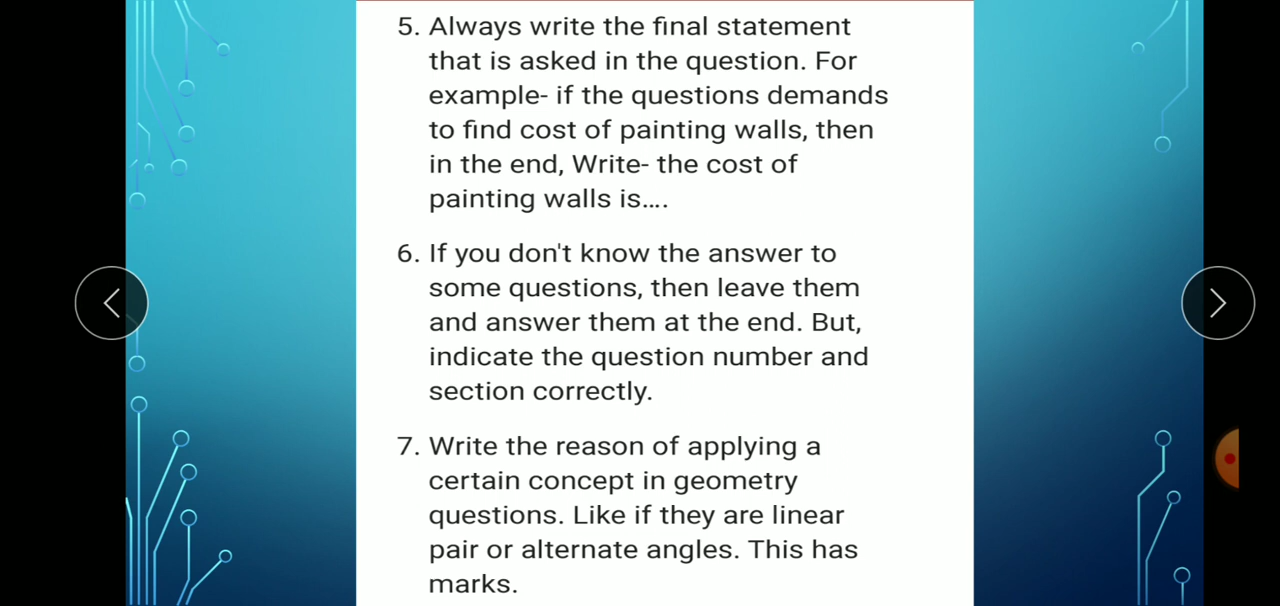 5. Always write the final statement
that is asked in the question. For
example- if the questions demands
to find cost of painting walls, then
in the end, Write- the cost of
painting walls is....
6. If you don't know the answer to
some questions, then leave them
and answer them at the end. But,
indicate the question number and
section correctly.
7. Write the reason of applying a
certain concept in geometry
questions. Like if they are linear
pair or alternate angles. This has
marks.